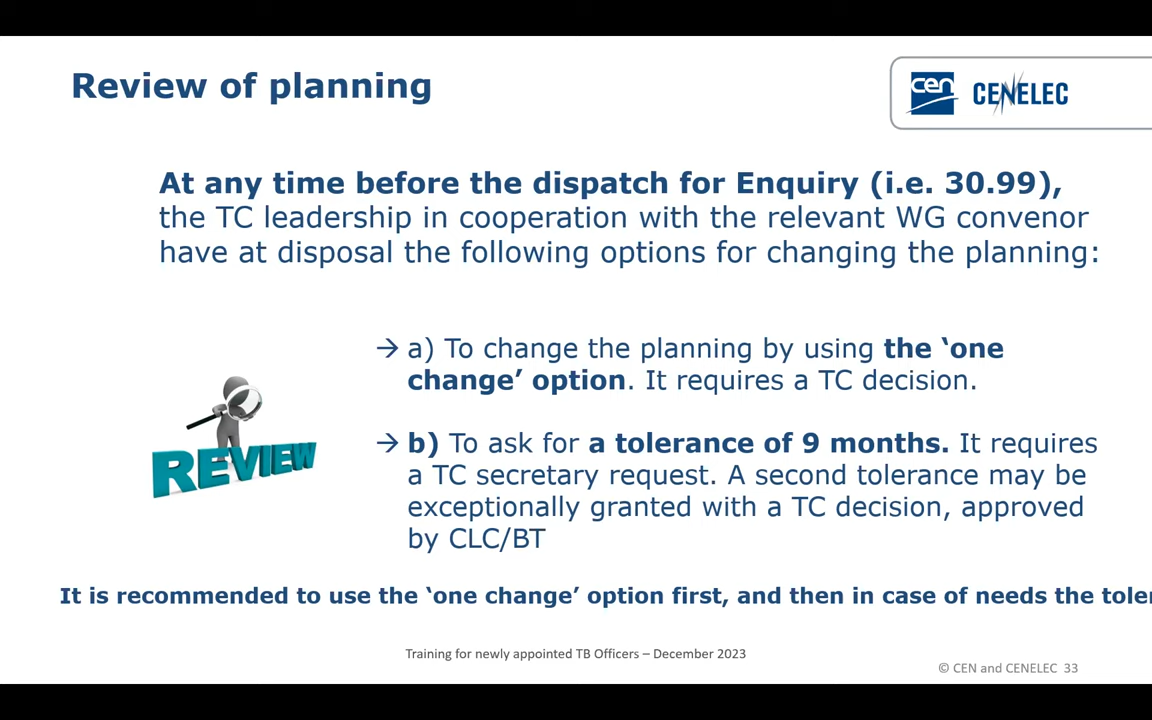 Review of planning
cen CENELEC
At any time before the dispatch for Enquiry (i.e. 30.99),
the TC leadership in cooperation with the relevant WG convenor
have at disposal the following options for changing the planning:
→ a) To change the planning by using the ‘one
change’ option. It requires a TC decision.
REVIEW
→ b) To ask for a tolerance of 9 months. It requires
a TC secretary request. A second tolerance may be
exceptionally granted with a TC decision, approved
by CLC/BT
It is recommended to use the ‘one change’ option first, and then in case of needs the
Training for newly appointed TB Officers – December 2023
© CEN and CENELEC 33